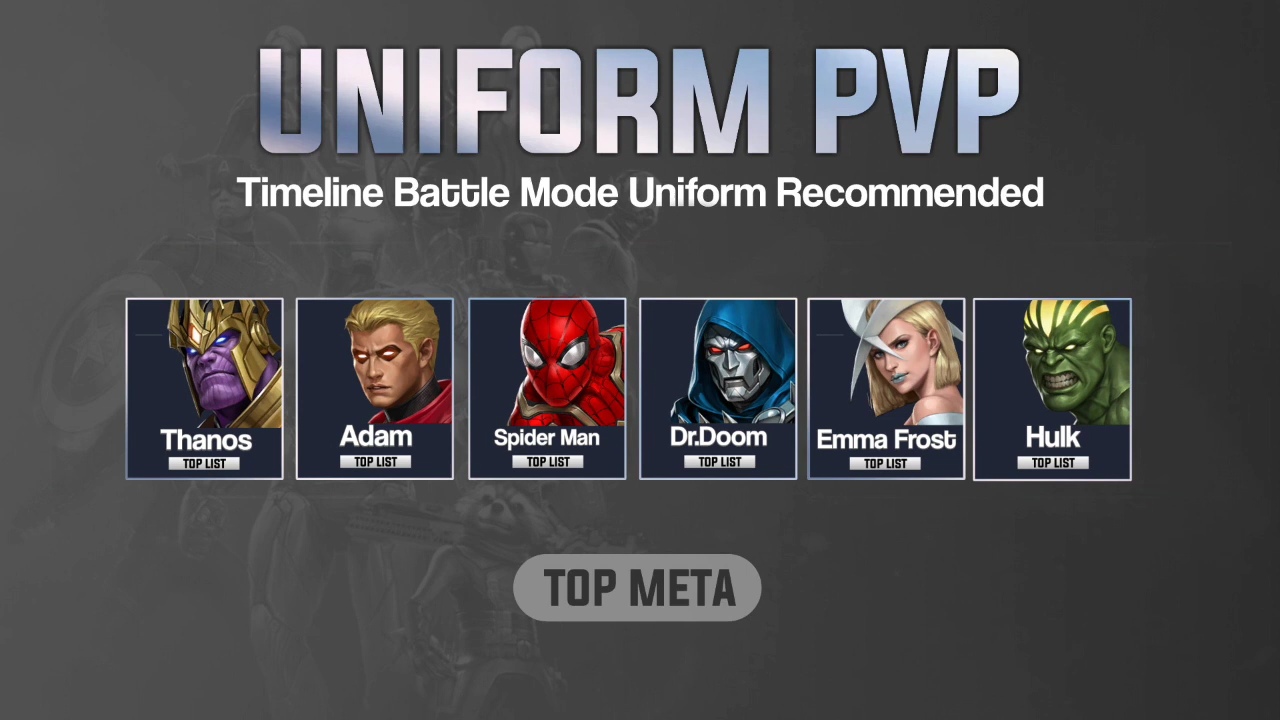 UNIFORM PVP
Timeline Battle Mode Uniform Recommended
Thanos
TOP LIST
Adam
TOP LIST
Spider Man
TOP LIST
Dr.Doom
TOP LIST
Emma Frost
TOP LIST
Hulk
TOP LIST
TOP META